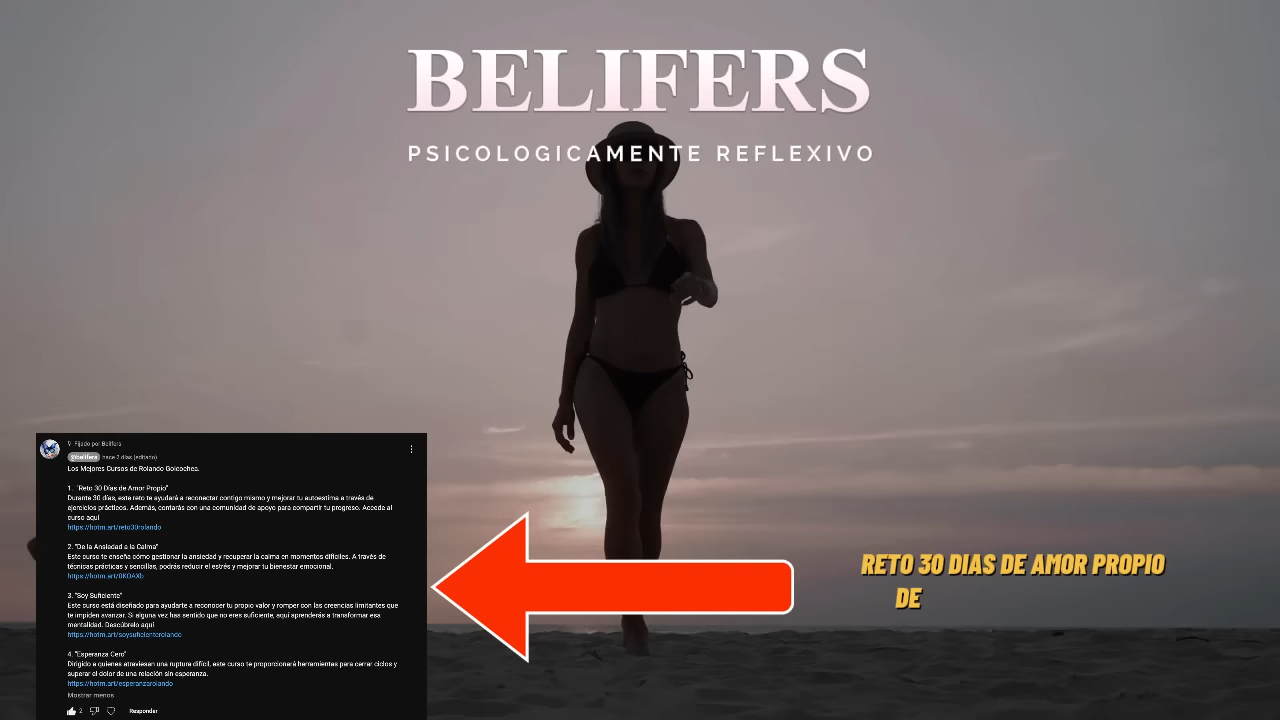 BELIFERS
PSICOLOGICAMENTE REFLEXIVO
Fijado por Belifers
@belifers hace 2 días (editado)
Los Mejores Cursos de Rolando Goicochea.
1. "Reto 30 Días de Amor Propio"
Durante 30 días, este reto te ayudará a reconectar contigo mismo y mejorar tu autoestima a través de
ejercicios prácticos. Además, contarás con una comunidad de apoyo para compartir tu progreso. Accede al
curso aquí
https://hotm.art/reto30rolando
2. "De la Ansiedad a la Calma"
Este curso te enseña cómo gestionar la ansiedad y recuperar la calma en momentos difíciles. A través de
técnicas prácticas y sencillas, podrás reducir el estrés y mejorar tu bienestar emocional.
https://hotm.art/0KOAXb
3. "Soy Suficiente"
Este curso está diseñado para ayudarte a reconocer tu propio valor y romper con las creencias limitantes que
te impiden avanzar. Si alguna vez has sentido que no eres suficiente, aquí aprenderás a transformar esa
mentalidad. Descúbrelo aquí
https://hotm.art/soysuficienterolando
4. "Esperanza Cero"
Dirigido a quienes atraviesan una ruptura difícil, este curso te proporcionará herramientas para cerrar ciclos y
superar el dolor de una relación sin esperanza.
https://hotm.art/esperanzarolando
Mostrar menos
2 Responder
RETO 30 DIAS DE AMOR PROPIO
DE